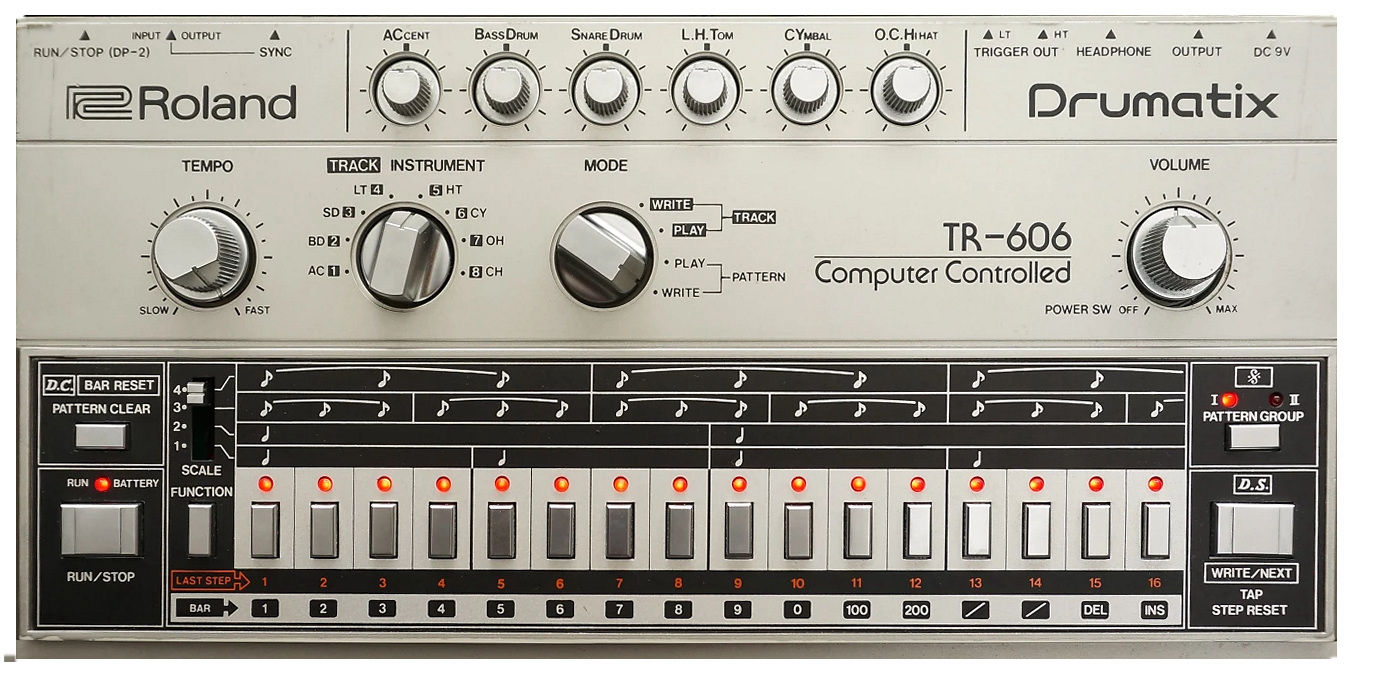 INPUT OUTPUT
RUN/STOP (DP-2) SYNC
Roland
ACCENT BASSDRUM SNAREDRUM L.H.TOM CYMBAL O.C.HIHAT
LT HT
TRIGGER OUT HEADPHONE OUTPUT DC 9V
Drumatix
TEMPO
SLOW FAST
TRACK INSTRUMENT
LT 4 5 HT
SD 3 6 CY
BD 2 7 OH
AC 1 8 CH
MODE
WRITE
PLAY TRACK
PLAY
WRITE PATTERN
TR-606
Computer Controlled
VOLUME
POWER SW OFF MAX
D.C. BAR RESET
PATTERN CLEAR
RUN BATTERY
RUN/STOP
4
3
2
1
SCALE
FUNCTION
LAST STEP 1 2 3 4 5 6 7 8 9 10 11 12 13 14 15 16
BAR 1 2 3 4 5 6 7 8 9 0 100 200 / / DEL INS
I II
PATTERN GROUP
D.S.
WRITE/NEXT
TAP
STEP RESET